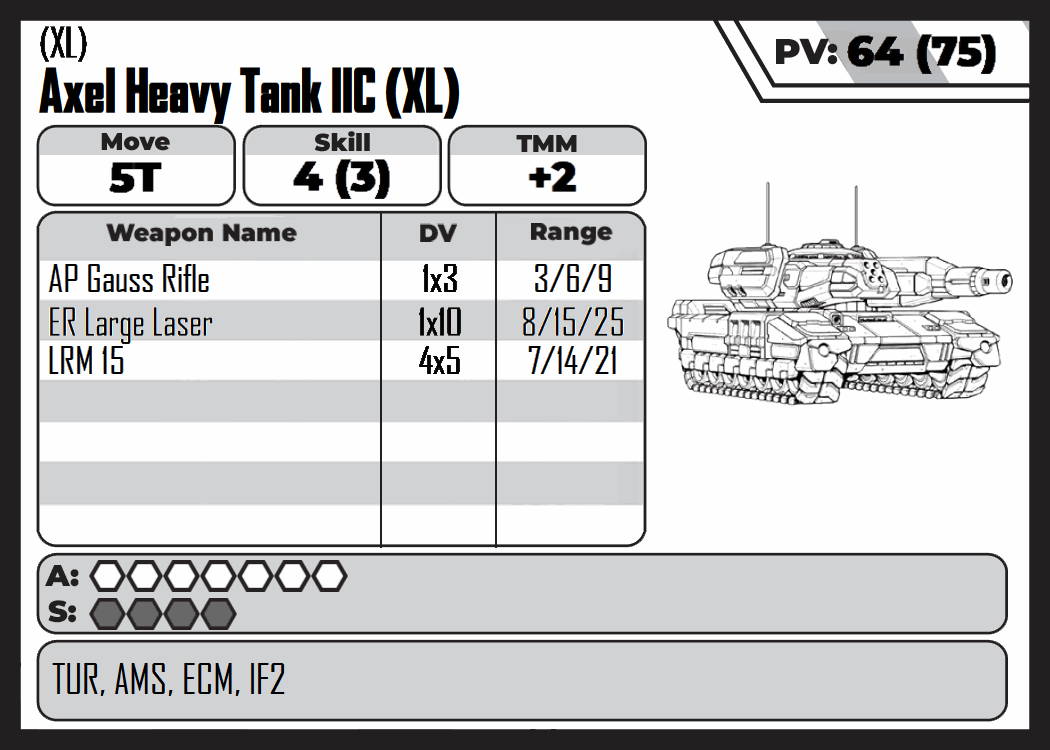 (XL)
Axel Heavy Tank IIC (XL)
PV: 64 (75)
Move
5T
Skill
4 (3)
TMM
+2
Weapon Name DV Range
AP Gauss Rifle 1x3 3/6/9
ER Large Laser 1x10 8/15/25
LRM 15 4x5 7/14/21
A:
S:
TUR, AMS, ECM, IF2